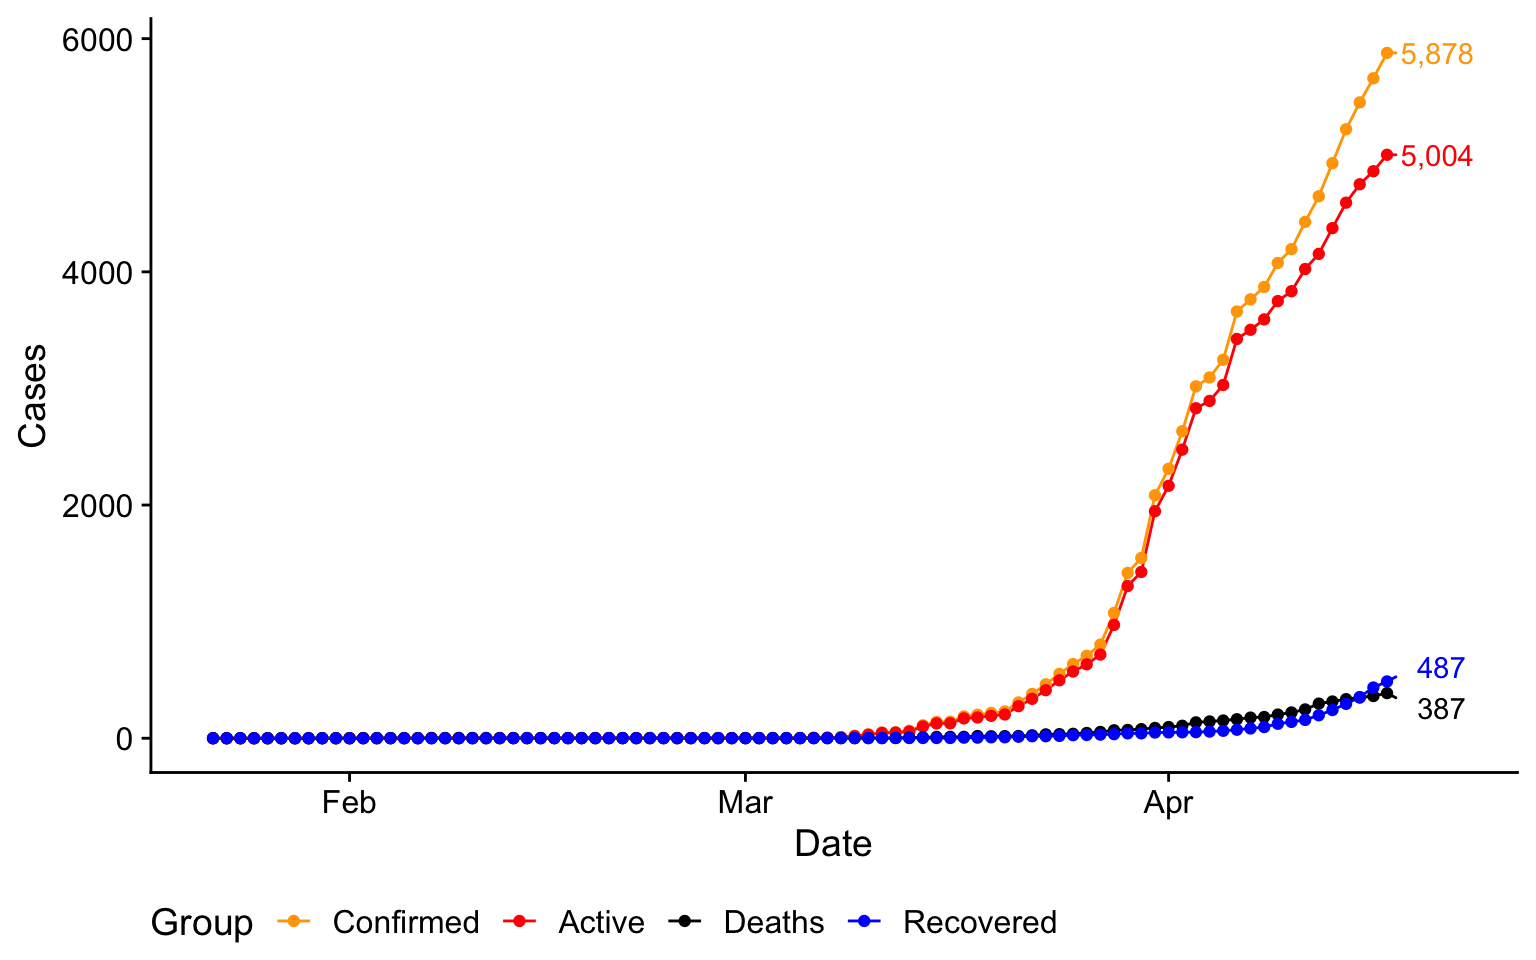 6000
5,878
5,004
4000
Cases
2000
487
387
0
Feb Mar Apr
Date
Group Confirmed Active Deaths Recovered